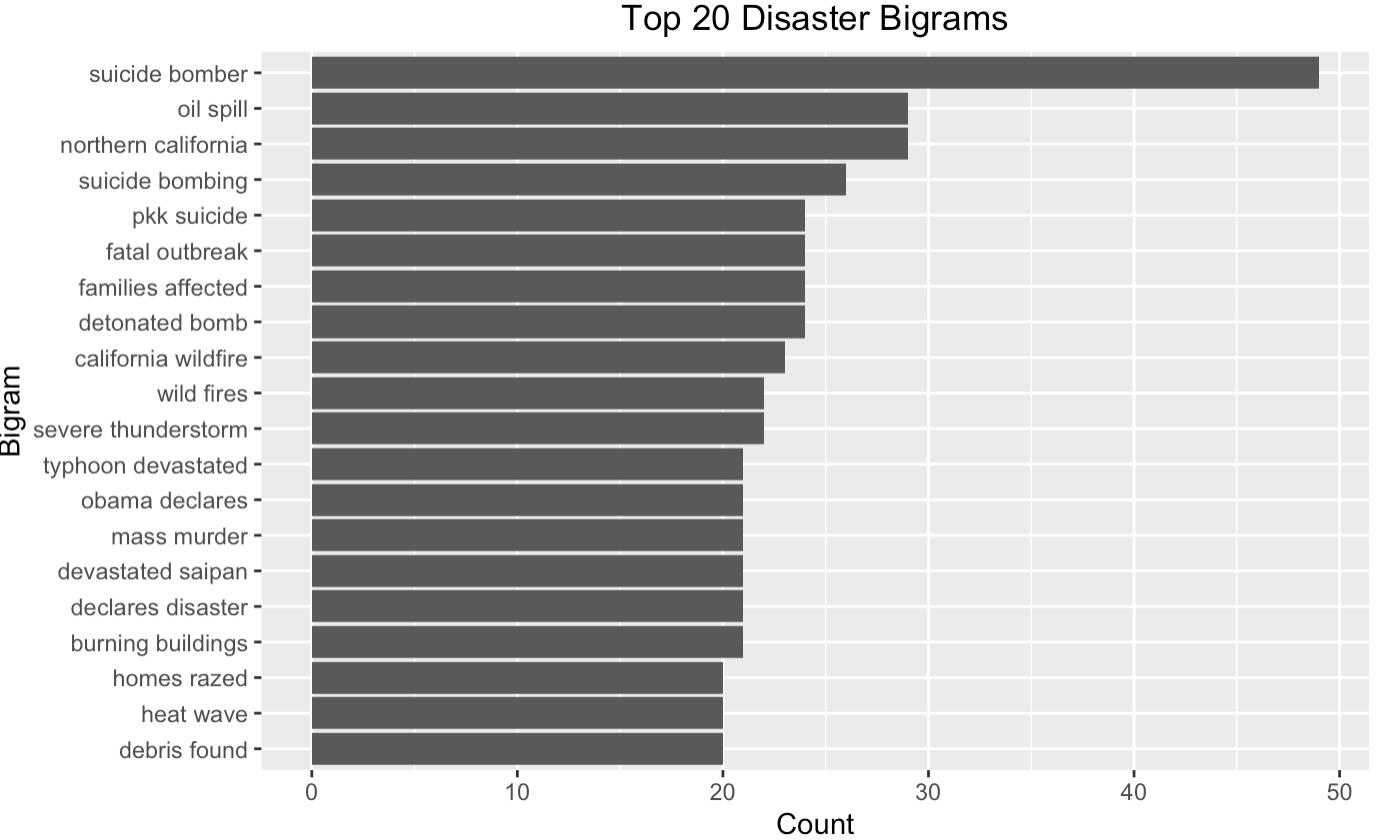 Top 20 Disaster Bigrams
suicide bomber
oil spill
northern california
suicide bombing
pkk suicide
fatal outbreak
families affected
detonated bomb
california wildfire
wild fires
severe thunderstorm
typhoon devastated
obama declares
mass murder
devastated saipan
declares disaster
burning buildings
homes razed
heat wave
debris found
Bigram
0 10 20 30 40 50
Count